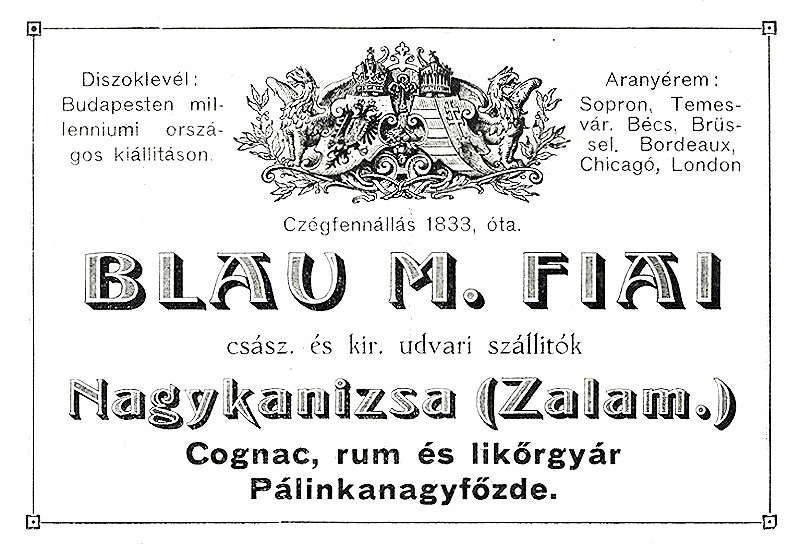 Diszoklevél:
Budapesten mil-
lenniumi orszá-
gos kiállitáson.
Aranyérem:
Sopron, Temes-
vár. Bécs, Brüs-
sel. Bordeaux,
Chicagó, London
Czégfennállás 1833, óta.
BLAU M. FIAI
csász. és kir. udvari szállitók
Nagykanizsa (Zalam.)
Cognac, rum és likőrgyár
Pálinkanagyfőzde.